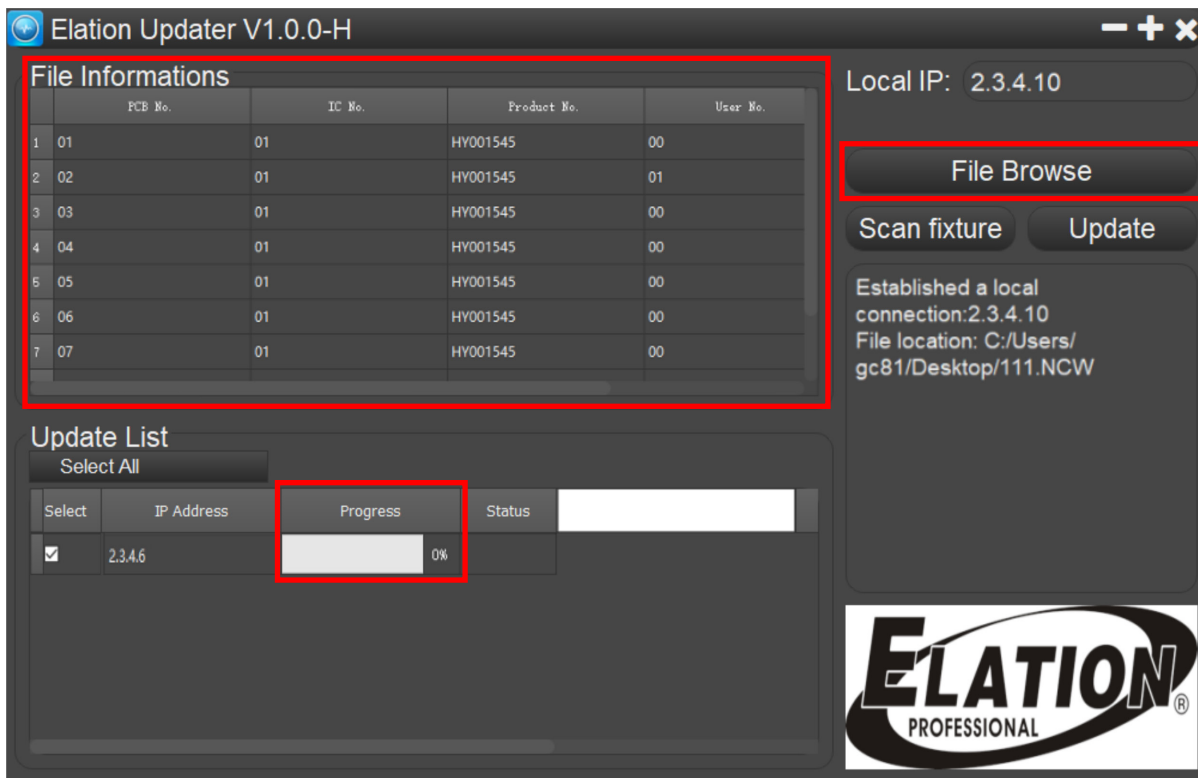 Elation Updater V1.0.0-H
File Informations
PCB No. IC No. Product No. User No.
1 01 01 HY001545 00
2 02 01 HY001545 01
3 03 01 HY001545 00
4 04 01 HY001545 00
5 05 01 HY001545 00
6 06 01 HY001545 00
7 07 01 HY001545 00
Local IP: 2.3.4.10
File Browse
Scan fixture Update
Established a local
connection:2.3.4.10
File location: C:/Users/
gc81/Desktop/111.NCW
Update List
Select All
Select IP Address Progress Status
2.3.4.6 0%
ELATION®
PROFESSIONAL